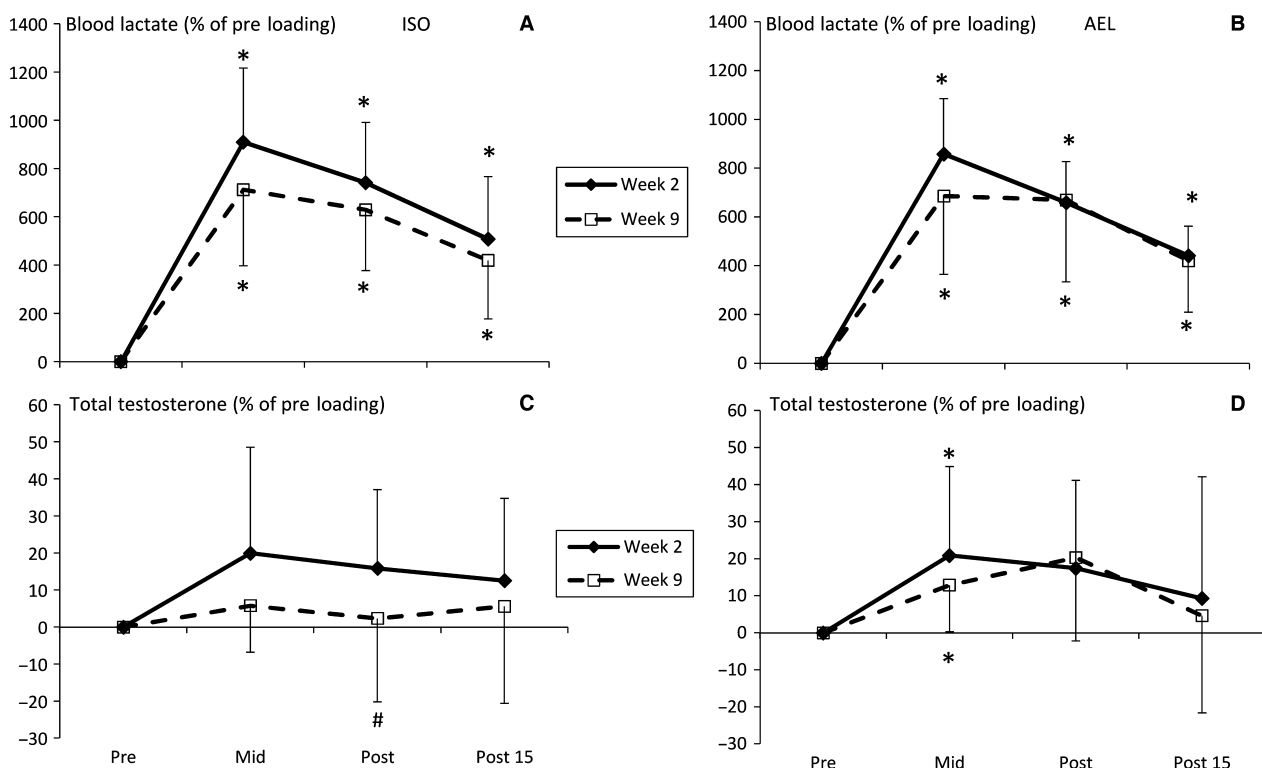 Blood lactate (% of pre loading) ISO A
1400
1200
1000
800
600
400
200
0
* * *
* * *
Week 2
Week 9
Blood lactate (% of pre loading) AEL B
1400
1200
1000
800
600
400
200
0
* * *
* * *
Total testosterone (% of pre loading) C
60
50
40
30
20
10
0
−10
−20
−30
#
Pre Mid Post Post 15
Week 2
Week 9
Total testosterone (% of pre loading) D
60
50
40
30
20
10
0
−10
−20
−30
*
*
Pre Mid Post Post 15